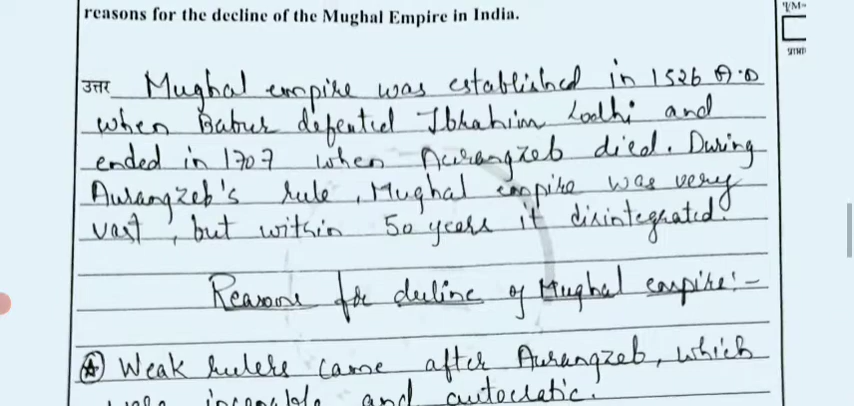 reasons for the decline of the Mughal Empire in India.
उत्तर Mughal empire was established in 1526 A.D
when Babur defeated Ibrahim Lodhi and
ended in 1707 when Aurangzeb died. During
Aurangzeb's rule, Mughal empire was very
vast, but within 50 years it disintegrated.
Reasons for decline of Mughal empire:-
(A) Weak rulers came after Aurangzeb, which
and autocratic.